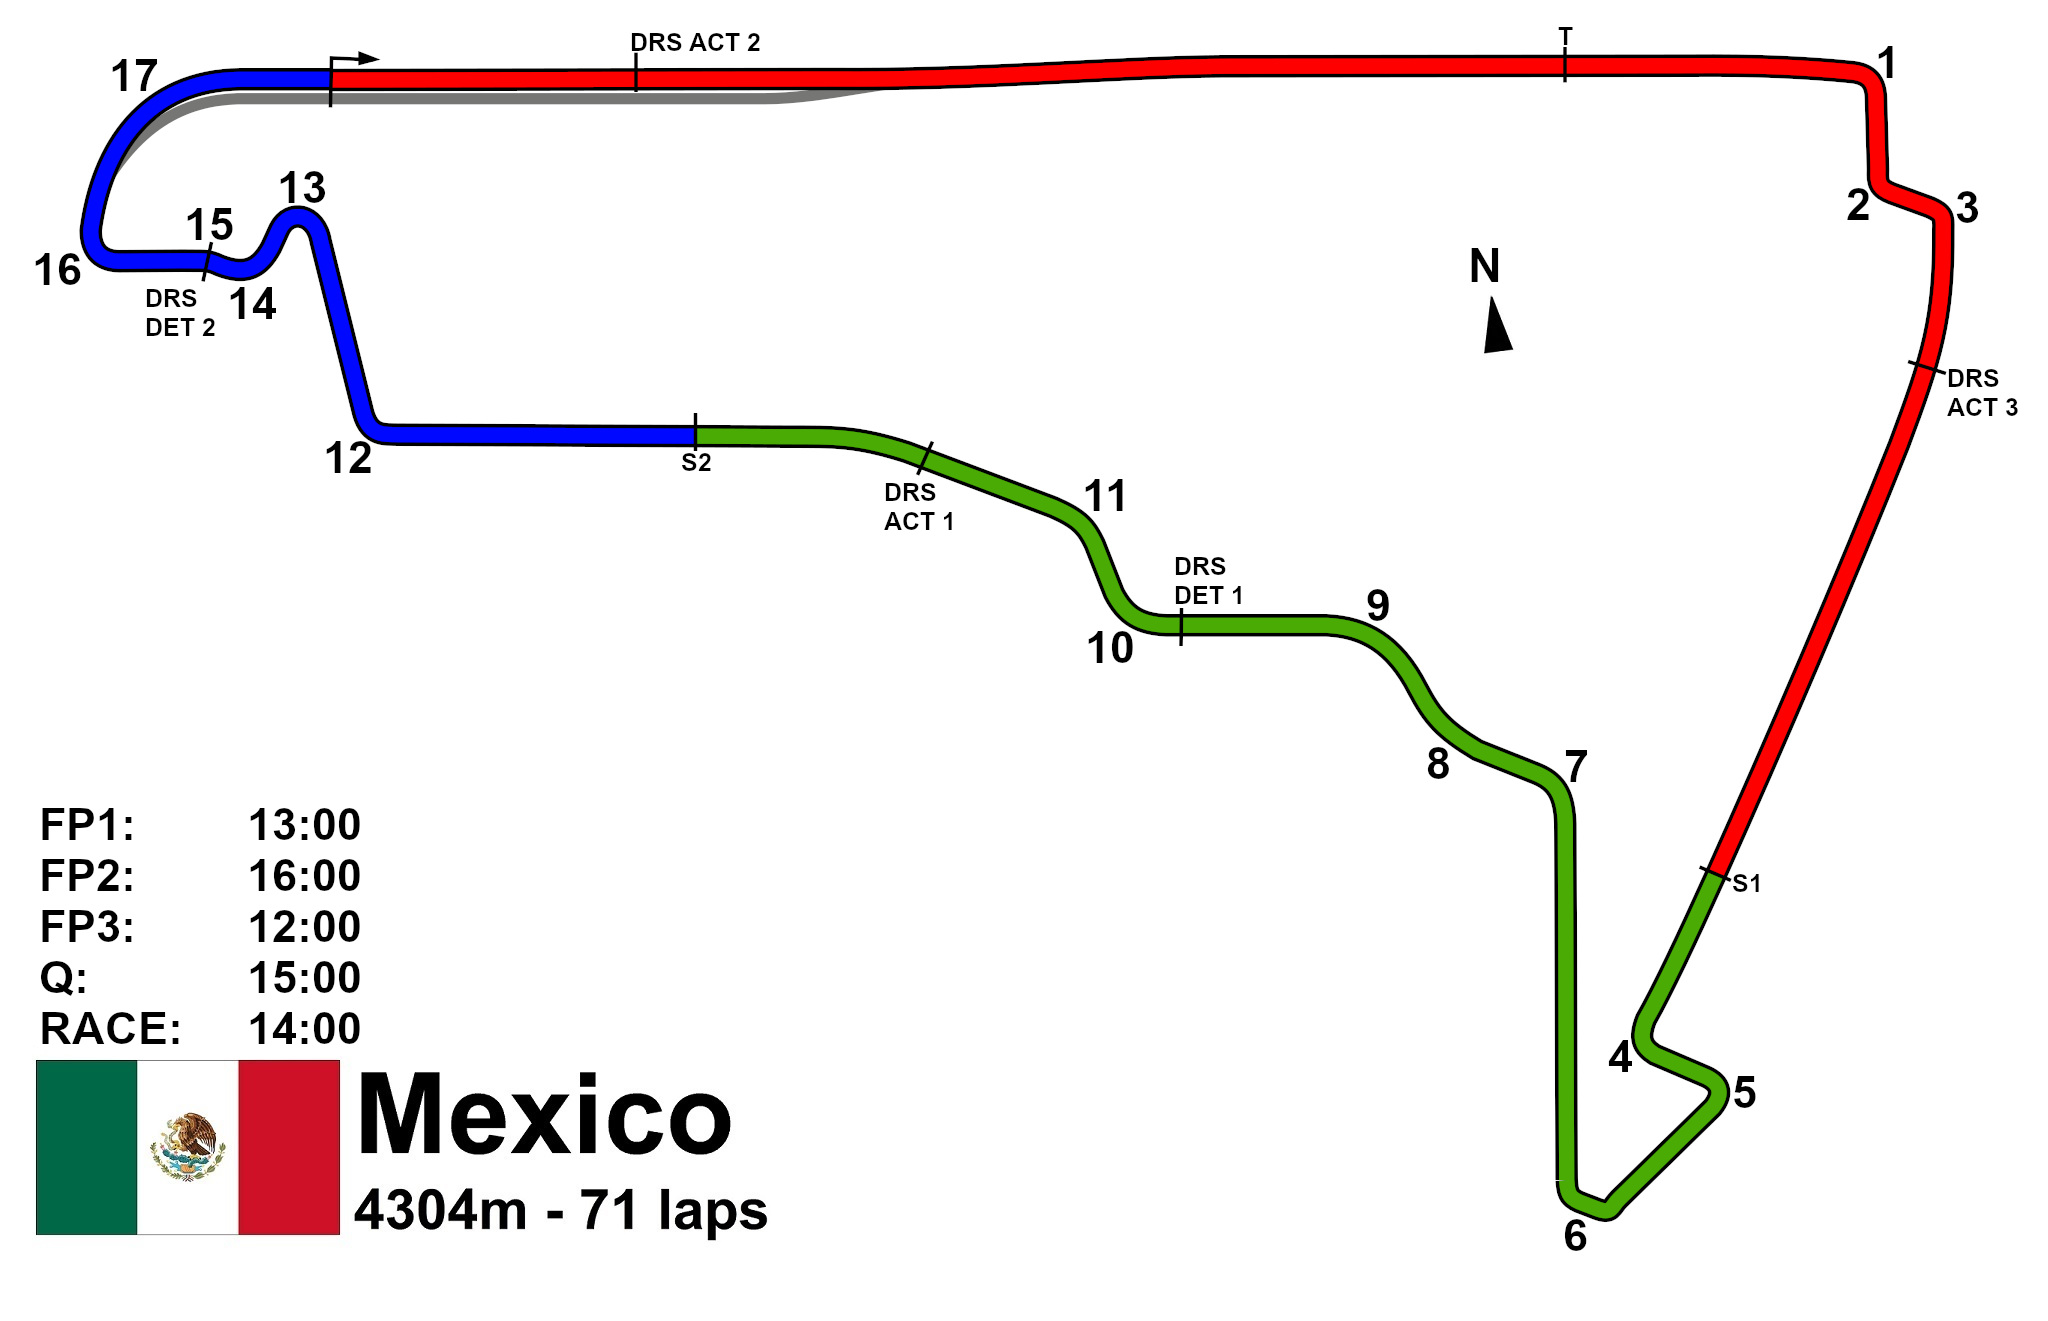 DRS ACT 2
T
17
1
13
2
3
15
16
N
DRS
DET 2
14
DRS
ACT 3
12
S2
DRS
ACT 1
11
DRS
DET 1
9
10
8
7
FP1: 13:00
FP2: 16:00
FP3: 12:00
Q: 15:00
RACE: 14:00
S1
4
5
6
Mexico
4304m - 71 laps